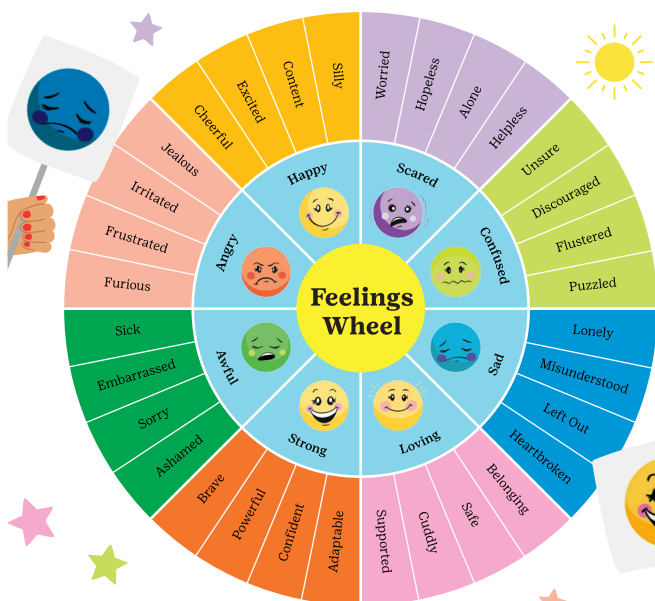 Feelings
Wheel
Happy
Scared
Confused
Sad
Loving
Strong
Awful
Angry
Cheerful
Excited
Content
Silly
Worried
Hopeless
Alone
Helpless
Unsure
Discouraged
Flustered
Puzzled
Lonely
Misunderstood
Left Out
Heartbroken
Belonging
Safe
Cuddly
Supported
Adaptable
Confident
Powerful
Brave
Ashamed
Sorry
Embarrassed
Sick
Furious
Frustrated
Irritated
Jealous